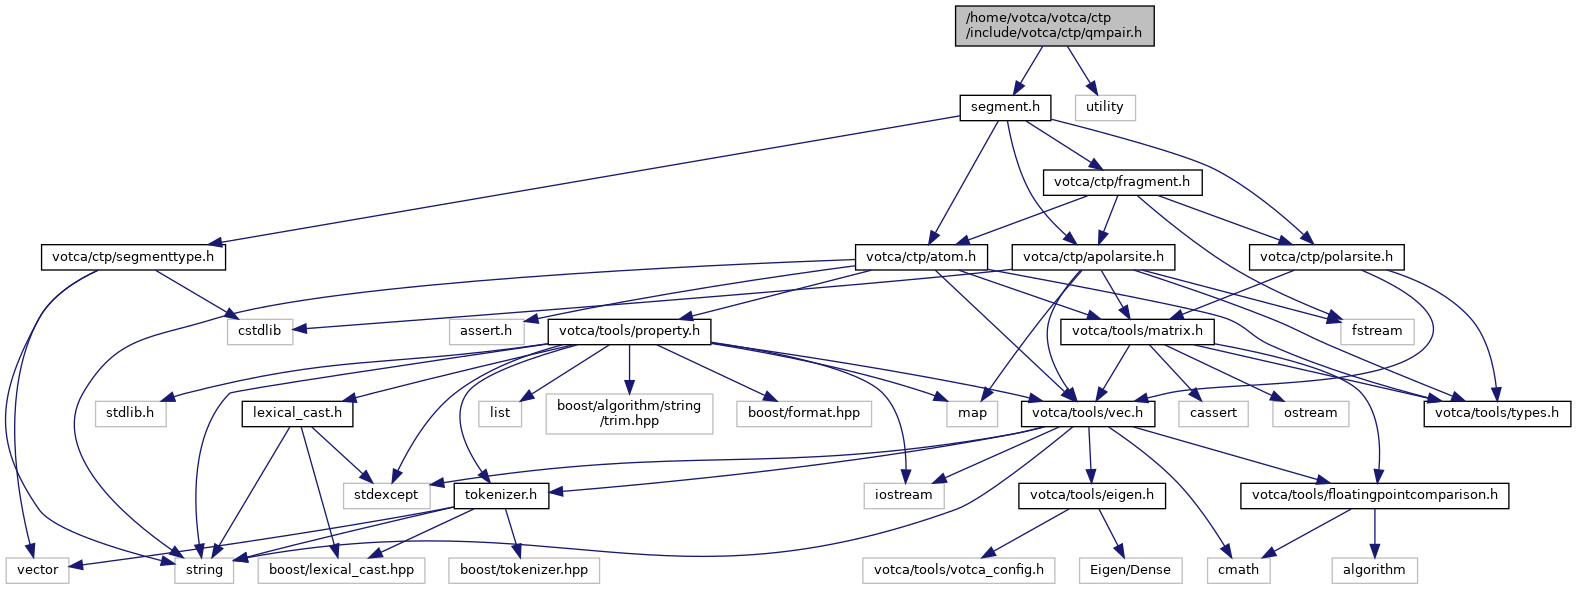 /home/votca/votca/ctp
/include/votca/ctp/qmpair.h
segment.h
utility
votca/ctp/fragment.h
votca/ctp/segmenttype.h
votca/ctp/atom.h
votca/ctp/apolarsite.h
votca/ctp/polarsite.h
cstdlib
assert.h
votca/tools/property.h
votca/tools/matrix.h
fstream
stdlib.h
lexical_cast.h
list
boost/algorithm/string
/trim.hpp
boost/format.hpp
map
votca/tools/vec.h
cassert
ostream
votca/tools/types.h
stdexcept
tokenizer.h
iostream
votca/tools/eigen.h
votca/tools/floatingpointcomparison.h
vector
string
boost/lexical_cast.hpp
boost/tokenizer.hpp
votca/tools/votca_config.h
Eigen/Dense
cmath
algorithm